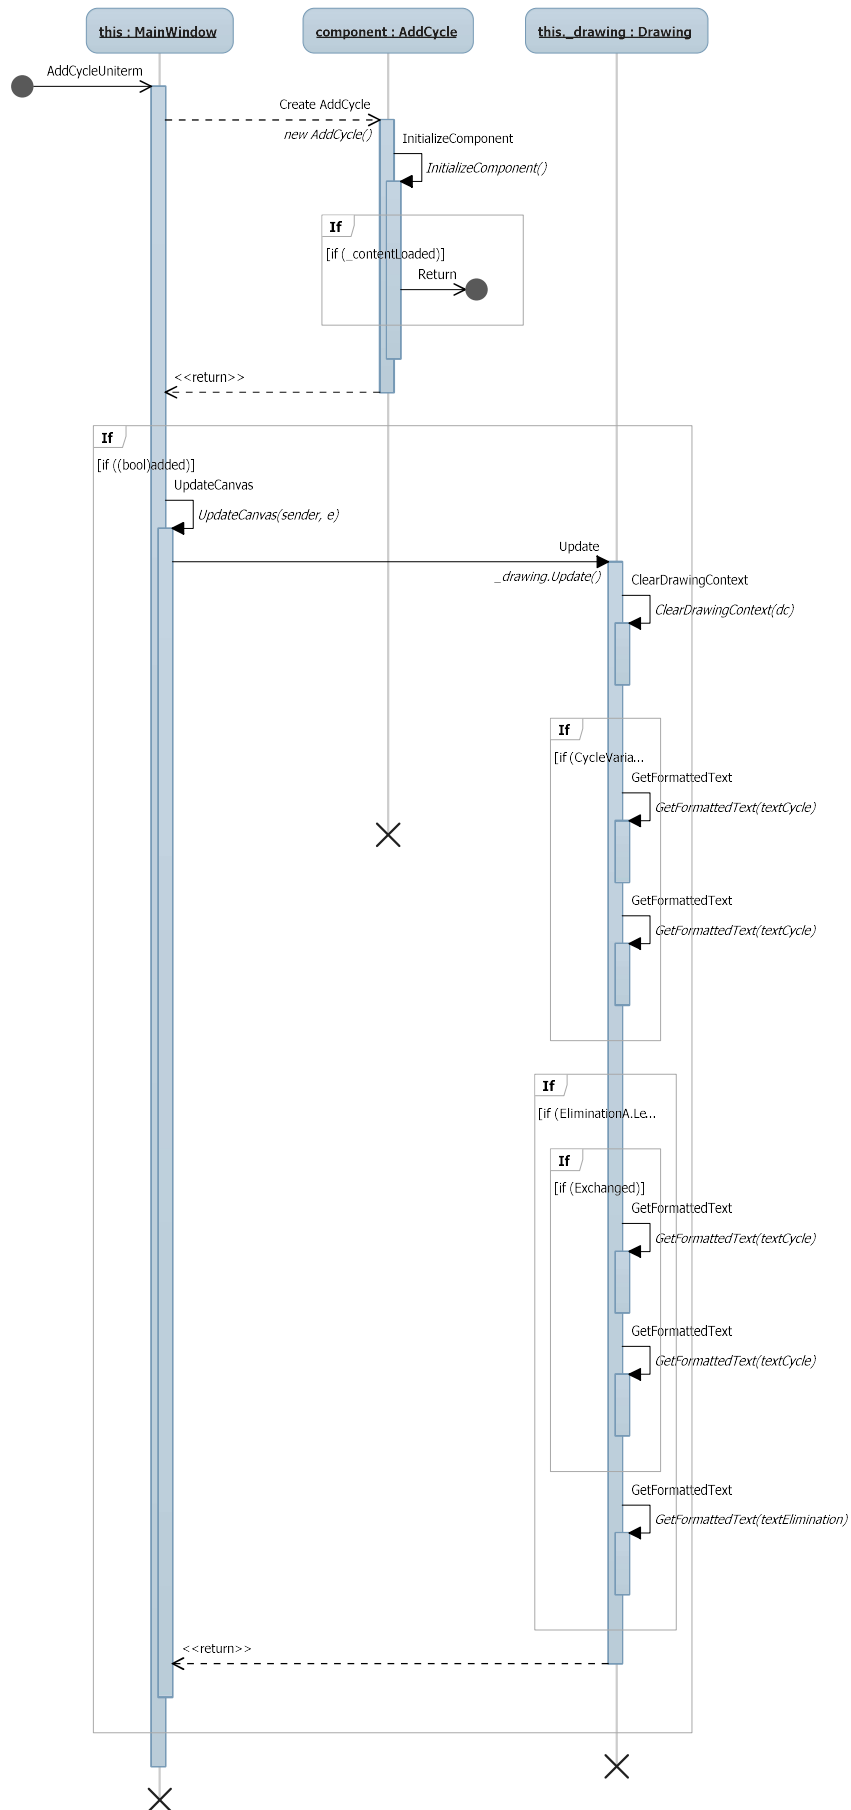 this : MainWindow
component : AddCycle
this._drawing : Drawing
AddCycleUniterm
Create AddCycle
new AddCycle()
InitializeComponent
InitializeComponent()
If
[if (_contentLoaded)]
Return
<<return>>
If
[if ((bool)added)]
UpdateCanvas
UpdateCanvas(sender, e)
Update
_drawing.Update()
ClearDrawingContext
ClearDrawingContext(dc)
If
[if (CycleVaria...
GetFormattedText
GetFormattedText(textCycle)
GetFormattedText
GetFormattedText(textCycle)
If
[if (EliminationA.Le...
If
[if (Exchanged)]
GetFormattedText
GetFormattedText(textCycle)
GetFormattedText
GetFormattedText(textCycle)
GetFormattedText
GetFormattedText(textElimination)
<<return>>